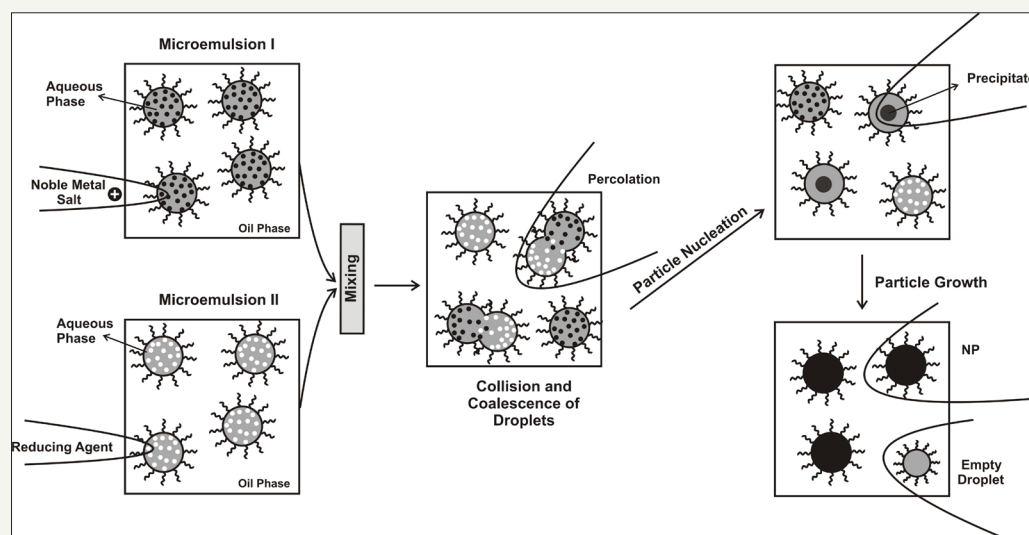 Microemulsion I
Aqueous
Phase
Noble Metal
Salt
Oil Phase
Microemulsion II
Aqueous
Phase
Reducing Agent
Oil Phase
Mixing
Percolation
Collision and
Coalescence of
Droplets
Particle Nucleation
Precipitate
Particle Growth
NP
Empty
Droplet